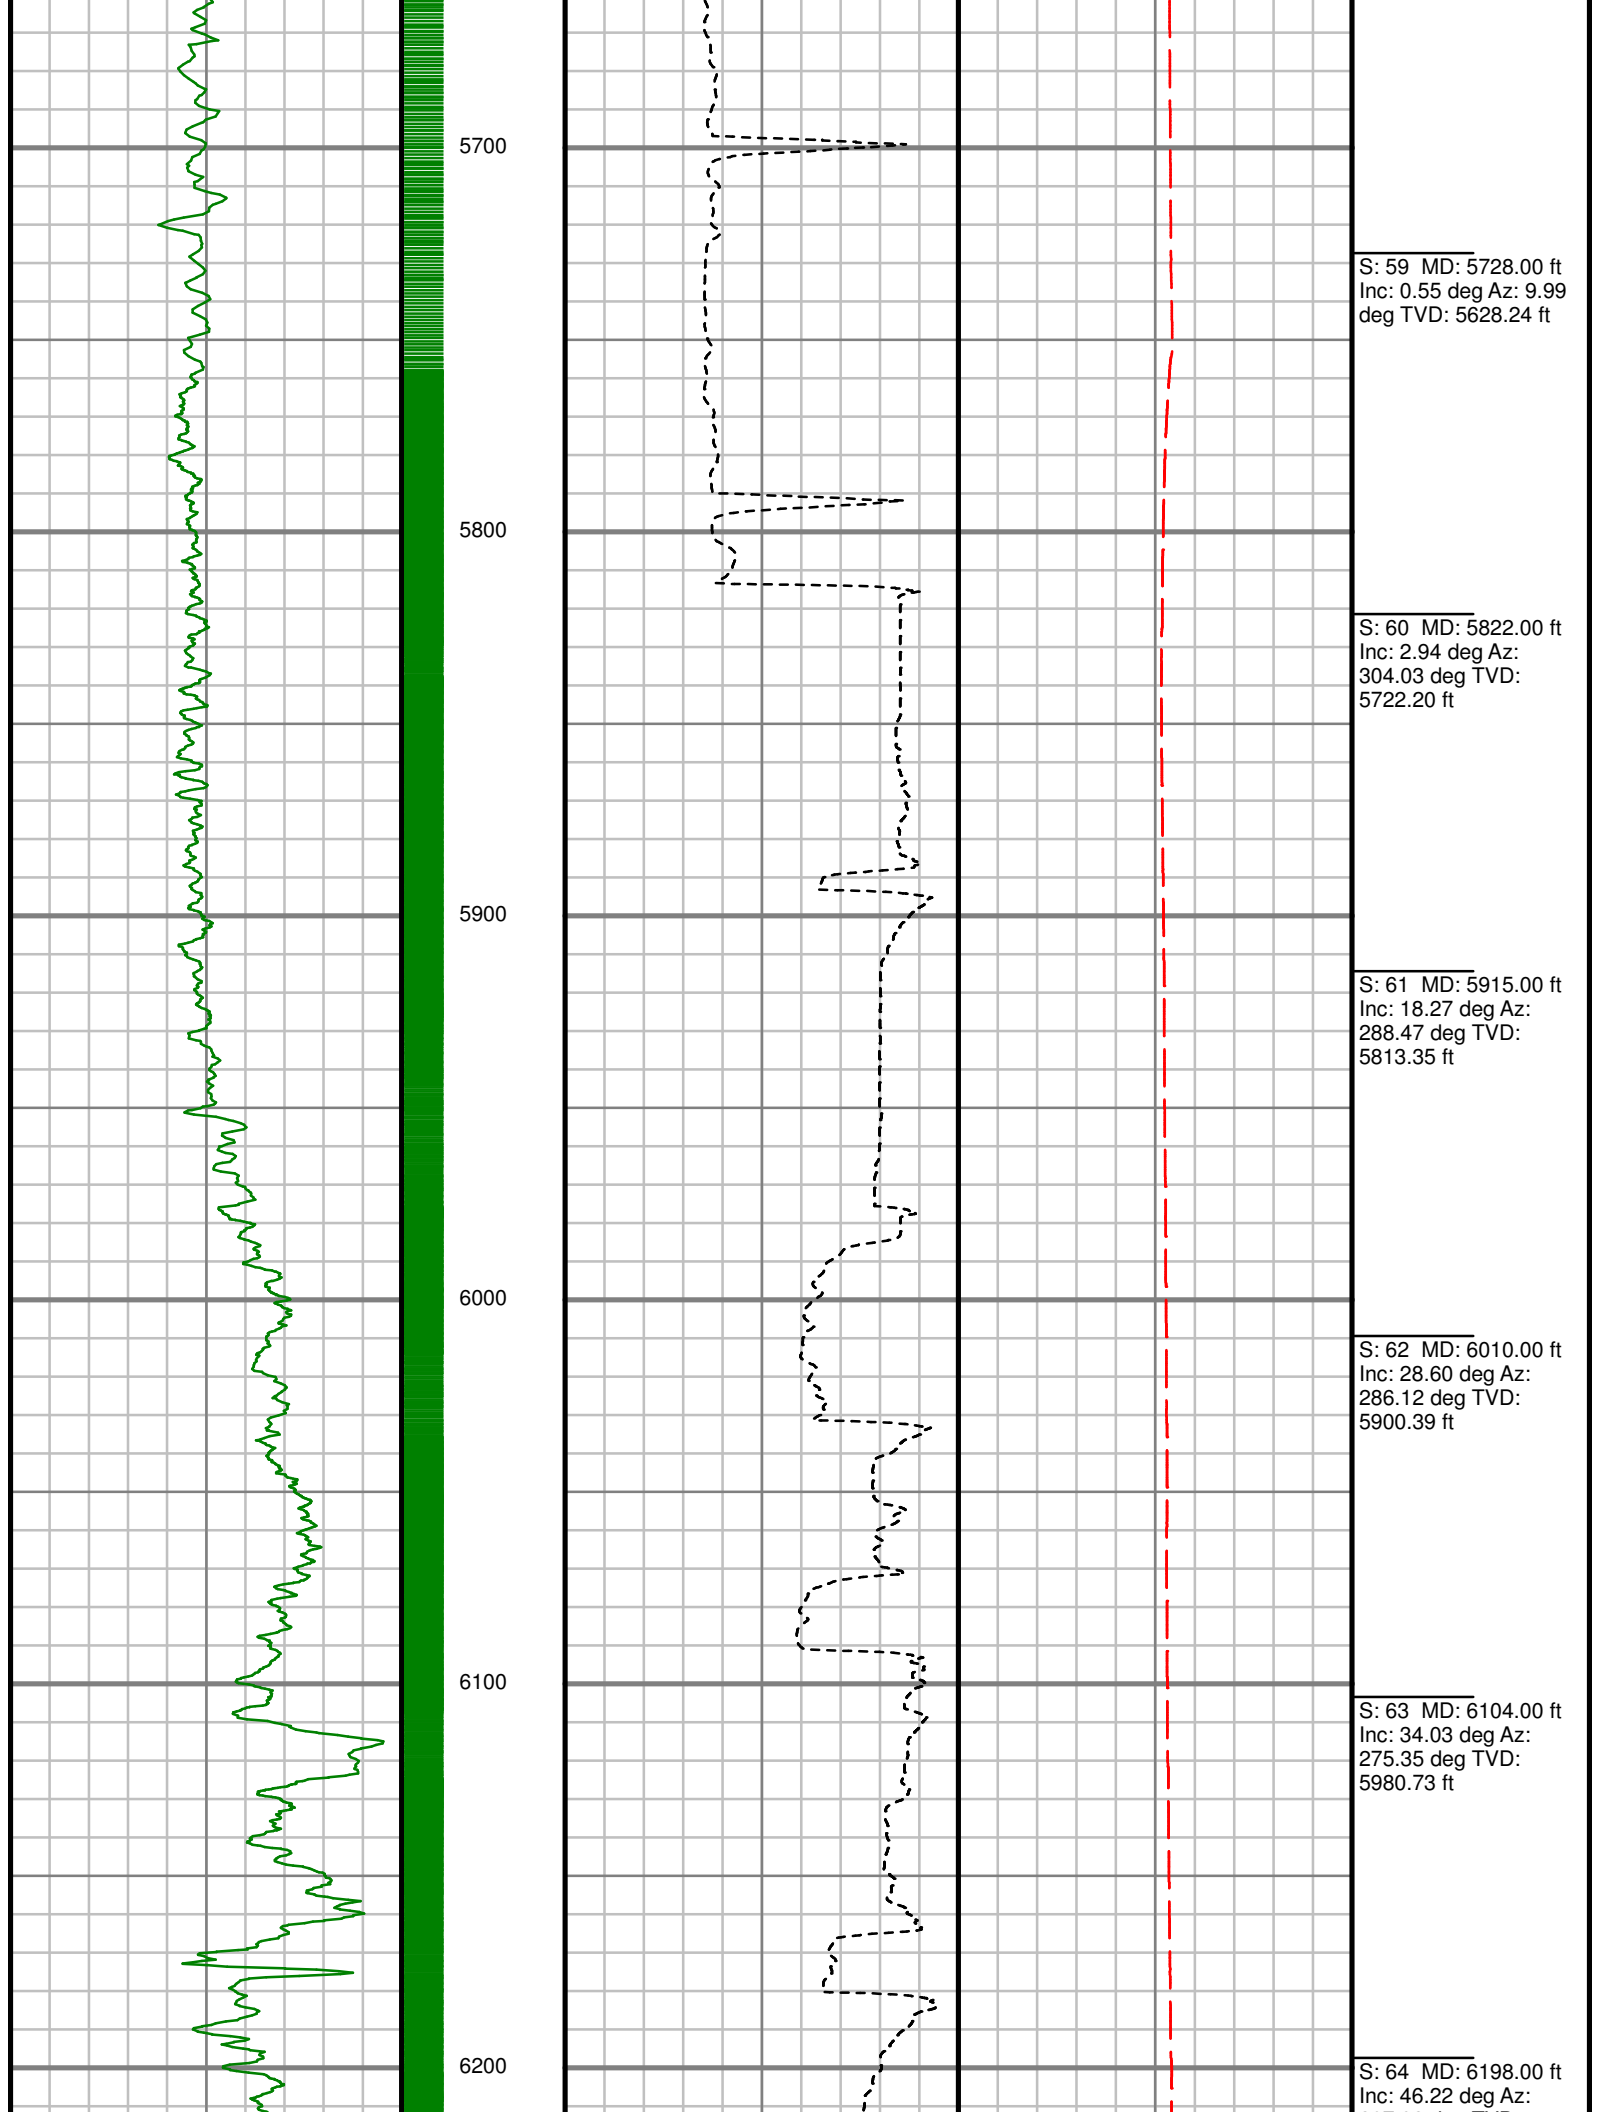 5700
S: 59 MD: 5728.00 ft
Inc: 0.55 deg Az: 9.99
deg TVD: 5628.24 ft
5800
S: 60 MD: 5822.00 ft
Inc: 2.94 deg Az:
304.03 deg TVD:
5722.20 ft
5900
S: 61 MD: 5915.00 ft
Inc: 18.27 deg Az:
288.47 deg TVD:
5813.35 ft
6000
S: 62 MD: 6010.00 ft
Inc: 28.60 deg Az:
286.12 deg TVD:
5900.39 ft
6100
S: 63 MD: 6104.00 ft
Inc: 34.03 deg Az:
275.35 deg TVD:
5980.73 ft
6200
S: 64 MD: 6198.00 ft
Inc: 46.22 deg Az: